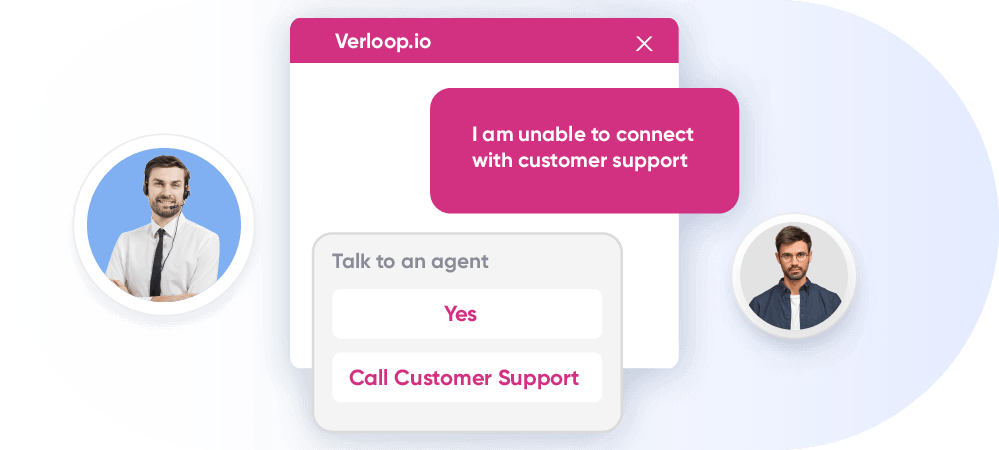 Verloop.io
I am unable to connect
with customer support
Talk to an agent
Yes
Call Customer Support